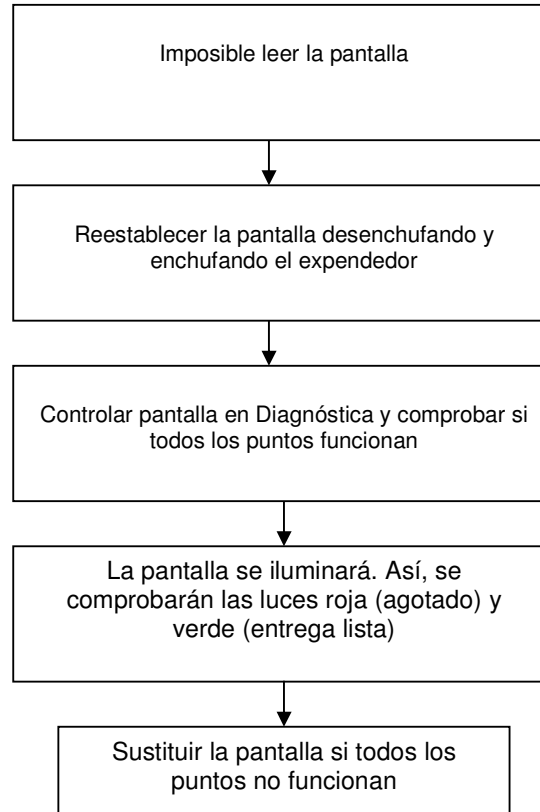 Imposible leer la pantalla
Reestablecer la pantalla desenchufando y
enchufando el expendedor
Controlar pantalla en Diagnóstica y comprobar si
todos los puntos funcionan
La pantalla se iluminará. Así, se
comprobarán las luces roja (agotado) y
verde (entrega lista)
Sustituir la pantalla si todos los
puntos no funcionan